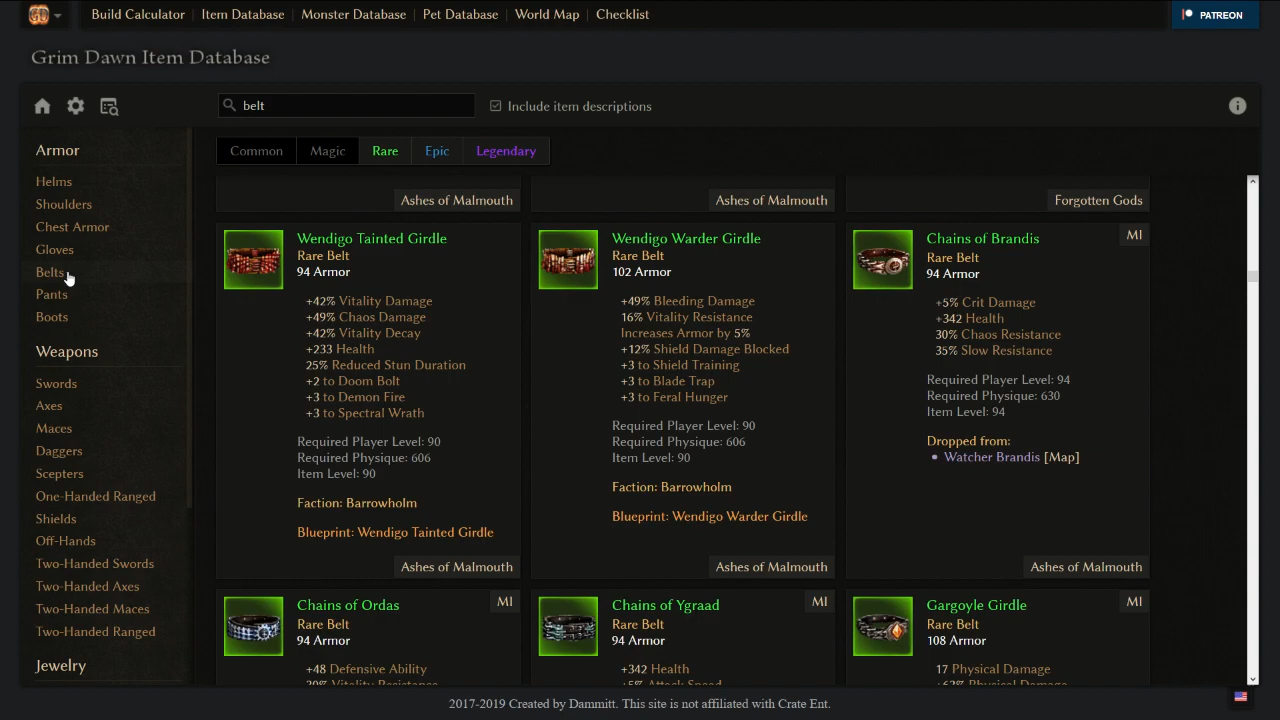 Build Calculator Item Database Monster Database Pet Database World Map Checklist PATREON
Grim Dawn Item Database
belt Include item descriptions
Armor
Helms
Shoulders
Chest Armor
Gloves
Belts
Pants
Boots
Weapons
Swords
Axes
Maces
Daggers
Scepters
One-Handed Ranged
Shields
Off-Hands
Two-Handed Swords
Two-Handed Axes
Two-Handed Maces
Two-Handed Ranged
Jewelry
Common Magic Rare Epic Legendary
Ashes of Malmouth
Ashes of Malmouth
Forgotten Gods
Wendigo Tainted Girdle
Rare Belt
94 Armor
+42% Vitality Damage
+49% Chaos Damage
+42% Vitality Decay
+233 Health
25% Reduced Stun Duration
+2 to Doom Bolt
+3 to Demon Fire
+3 to Spectral Wrath
Required Player Level: 90
Required Physique: 606
Item Level: 90
Faction: Barrowholm
Blueprint: Wendigo Tainted Girdle
Ashes of Malmouth
Wendigo Warder Girdle
Rare Belt
102 Armor
+49% Bleeding Damage
16% Vitality Resistance
Increases Armor by 5%
+12% Shield Damage Blocked
+3 to Shield Training
+3 to Blade Trap
+3 to Feral Hunger
Required Player Level: 90
Required Physique: 606
Item Level: 90
Faction: Barrowholm
Blueprint: Wendigo Warder Girdle
Ashes of Malmouth
Chains of Brandis MI
Rare Belt
94 Armor
+5% Crit Damage
+342 Health
30% Chaos Resistance
35% Slow Resistance
Required Player Level: 94
Required Physique: 630
Item Level: 94
Dropped from:
• Watcher Brandis [Map]
Ashes of Malmouth
Chains of Ordas MI
Rare Belt
94 Armor
+48 Defensive Ability
Vitality Resistance
Chains of Ygraad MI
Rare Belt
94 Armor
+342 Health
+5% Attack Speed
Gargoyle Girdle MI
Rare Belt
108 Armor
17 Physical Damage
Physical Damage
2017-2019 Created by Dammitt. This site is not affiliated with Crate Ent.